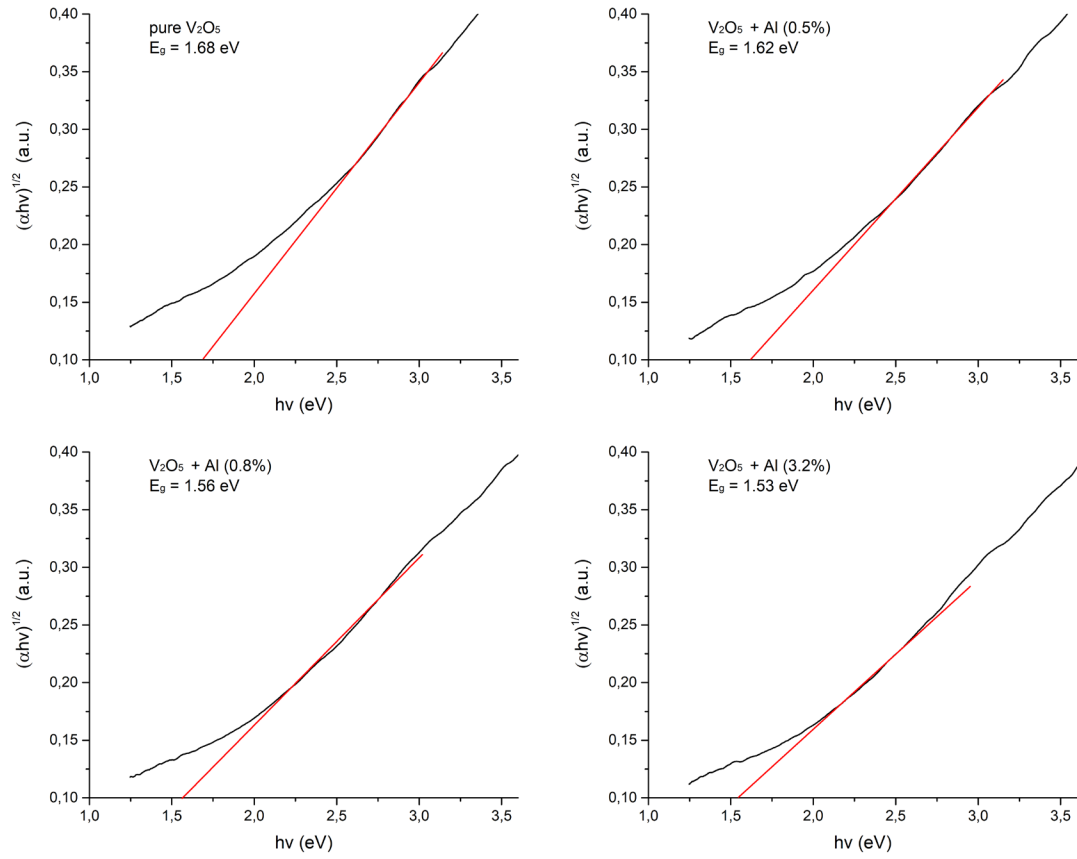 pure V₂O₅
E₉ = 1.68 eV
0,40
0,35
0,30
0,25
0,20
0,15
0,10
(αhν)^1/2 (a.u.)
1,0 1,5 2,0 2,5 3,0 3,5
hν (eV)
V₂O₅ + Al (0.5%)
E₉ = 1.62 eV
0,40
0,35
0,30
0,25
0,20
0,15
0,10
(αhν)^1/2 (a.u.)
1,0 1,5 2,0 2,5 3,0 3,5
hν (eV)
V₂O₅ + Al (0.8%)
E₉ = 1.56 eV
0,40
0,35
0,30
0,25
0,20
0,15
0,10
(αhν)^1/2 (a.u.)
1,0 1,5 2,0 2,5 3,0 3,5
hν (eV)
V₂O₅ + Al (3.2%)
E₉ = 1.53 eV
0,40
0,35
0,30
0,25
0,20
0,15
0,10
(αhν)^1/2 (a.u.)
1,0 1,5 2,0 2,5 3,0 3,5
hν (eV)